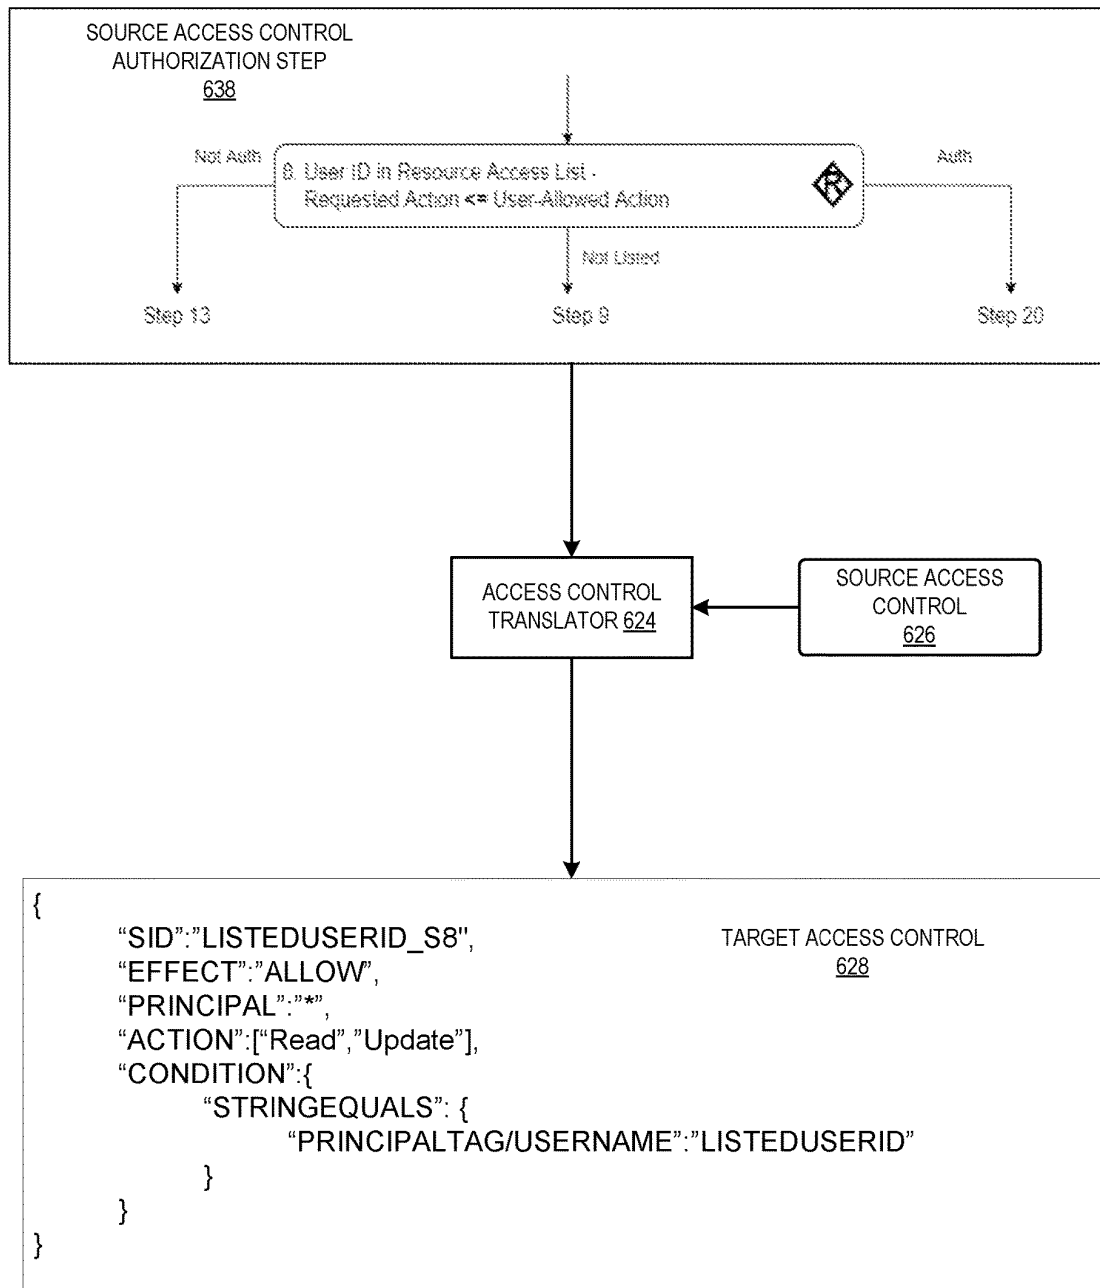 SOURCE ACCESS CONTROL
AUTHORIZATION STEP
638
Not Auth
Auth
8. User ID in Resource Access List -
Requested Action <= User-Allowed Action
R
Not Listed
Step 13
Step 9
Step 20
ACCESS CONTROL
TRANSLATOR 624
SOURCE ACCESS
CONTROL
626
{
“SID”:”LISTEDUSERID_S8",
“EFFECT”:”ALLOW”,
“PRINCIPAL”:”*”,
“ACTION”:[“Read”,”Update”],
“CONDITION”:{
“STRINGEQUALS”: {
“PRINCIPALTAG/USERNAME”:”LISTEDUSERID”
}
}
}
TARGET ACCESS CONTROL
628